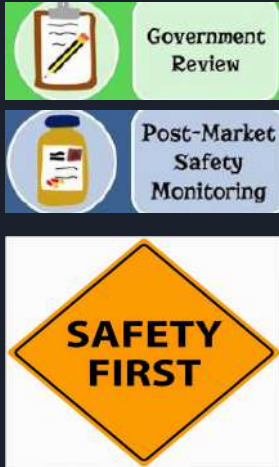 Government
Review
Post-Market
Safety
Monitoring
SAFETY
FIRST